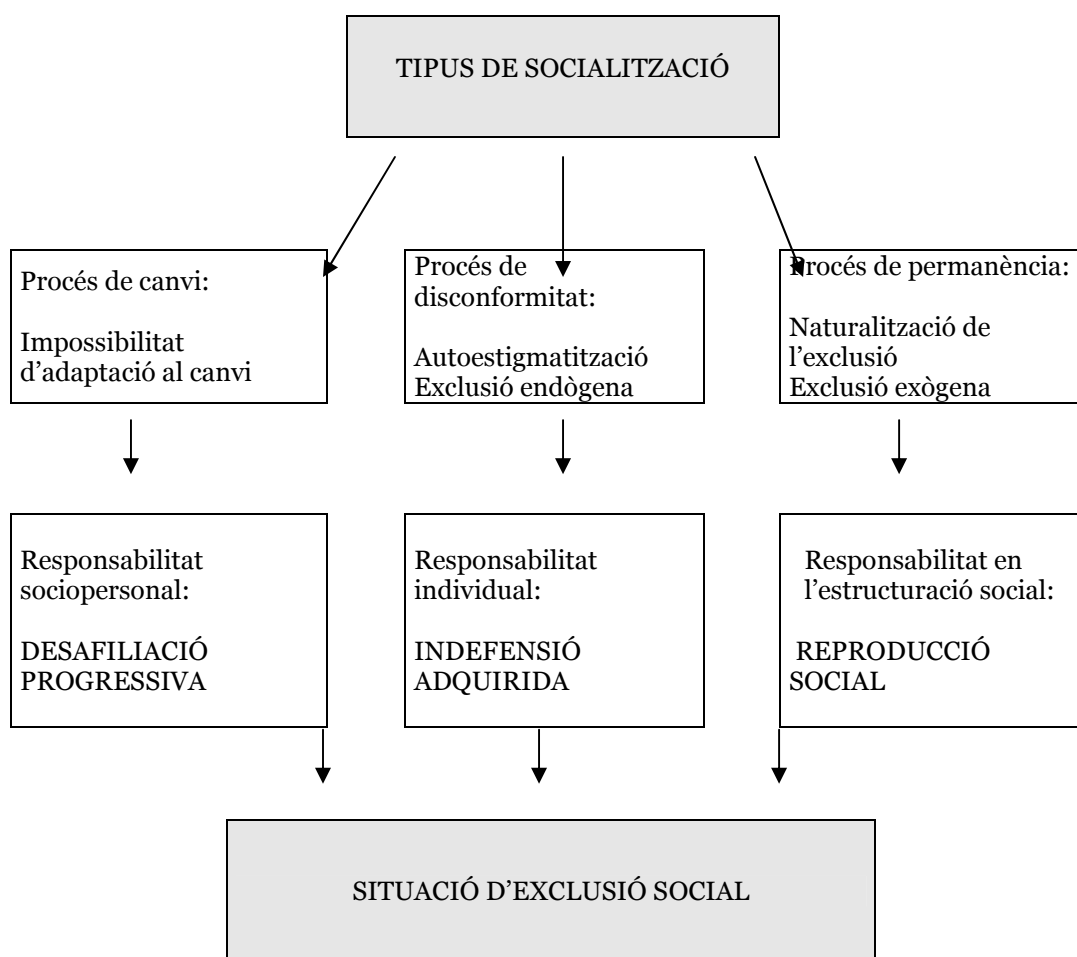 TIPUS DE SOCIALITZACIÓ
Procés de canvi:
Impossibilitat
d’adaptació al canvi
Procés de
disconformitat:
Autoestigmatització
Exclusió endògena
Procés de permanència:
Naturalització de
l’exclusió
Exclusió exògena
Responsabilitat
sociopersonal:
DESAFILIACIÓ
PROGRESSIVA
Responsabilitat
individual:
INDEFENSIÓ
ADQUIRIDA
Responsabilitat en
l’estructuració social:
REPRODUCCIÓ
SOCIAL
SITUACIÓ D’EXCLUSIÓ SOCIAL